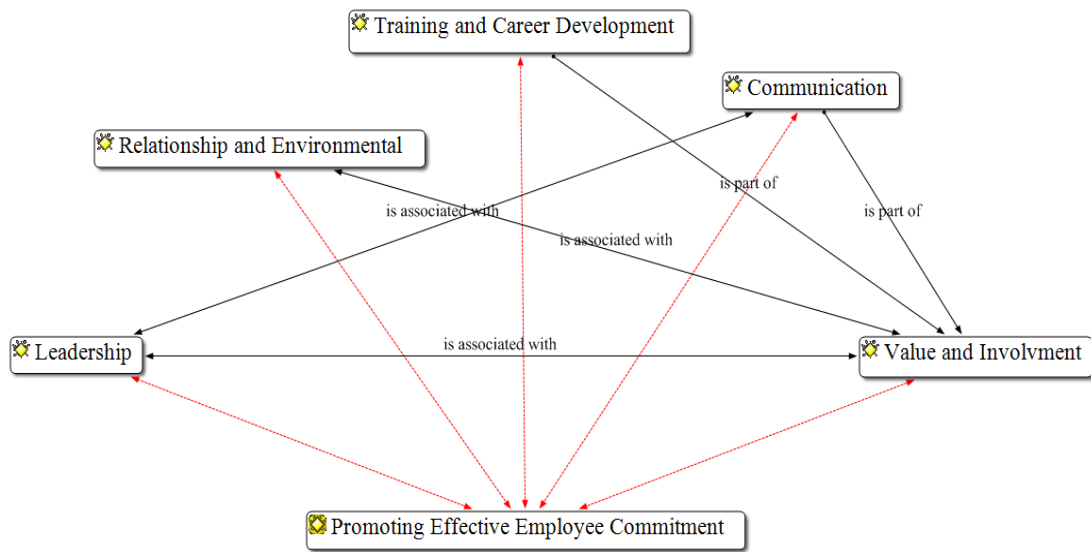 Training and Career Development
Communication
Relationship and Environmental
is part of
is associated with
is part of
is associated with
is associated with
Leadership
Value and Involvment
Promoting Effective Employee Commitment